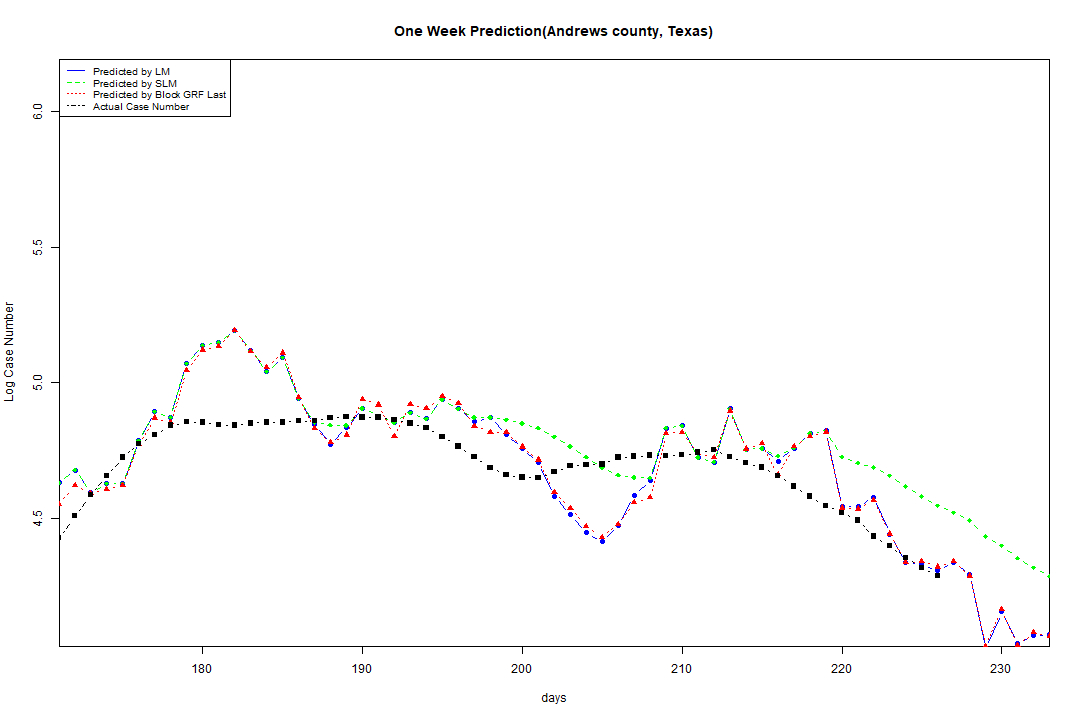 One Week Prediction(Andrews county, Texas)
Predicted by LM
Predicted by SLM
Predicted by Block GRF Last
Actual Case Number
6.0
5.5
5.0
4.5
Log Case Number
180 190 200 210 220 230
days